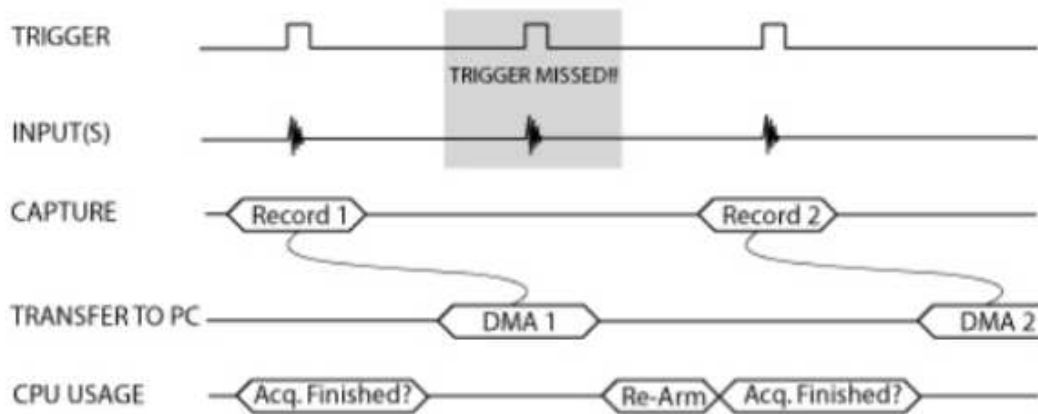 TRIGGER
TRIGGER MISSED!!
INPUT(S)
CAPTURE Record 1 Record 2
TRANSFER TO PC DMA 1 DMA 2
CPU USAGE Acq. Finished? Re-Arm Acq. Finished?